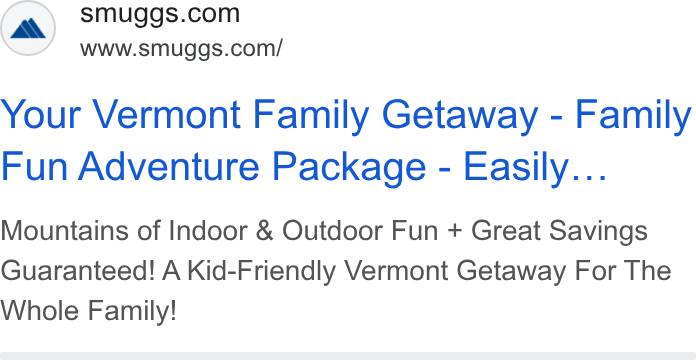 smuggs.com
www.smuggs.com/
Your Vermont Family Getaway - Family
Fun Adventure Package - Easily…
Mountains of Indoor & Outdoor Fun + Great Savings
Guaranteed! A Kid-Friendly Vermont Getaway For The
Whole Family!